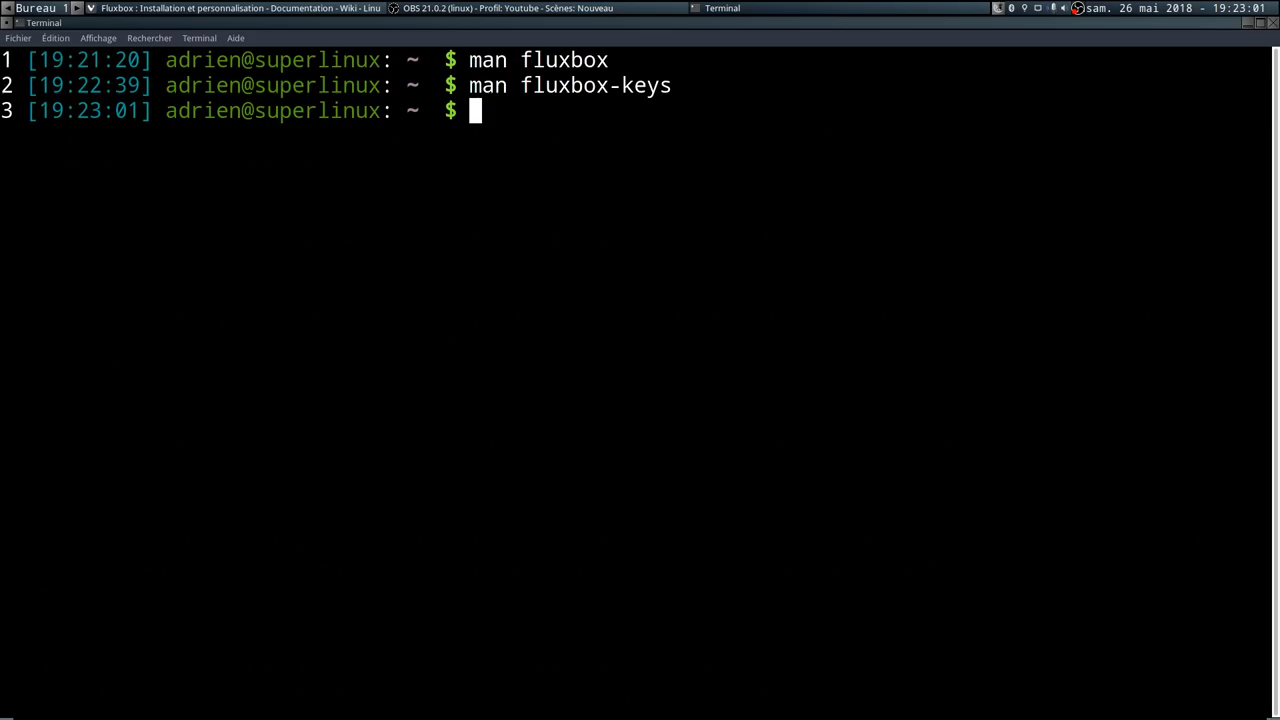 Bureau 1 Fluxbox : Installation et personnalisation - Documentation - Wiki - Linu OBS 21.0.2 (linux) - Profil: Youtube - Scènes: Nouveau Terminal sam. 26 mai 2018 - 19:23:01
Terminal
Fichier Édition Affichage Rechercher Terminal Aide
1 [19:21:20] adrien@superlinux: ~ $ man fluxbox
2 [19:22:39] adrien@superlinux: ~ $ man fluxbox-keys
3 [19:23:01] adrien@superlinux: ~ $